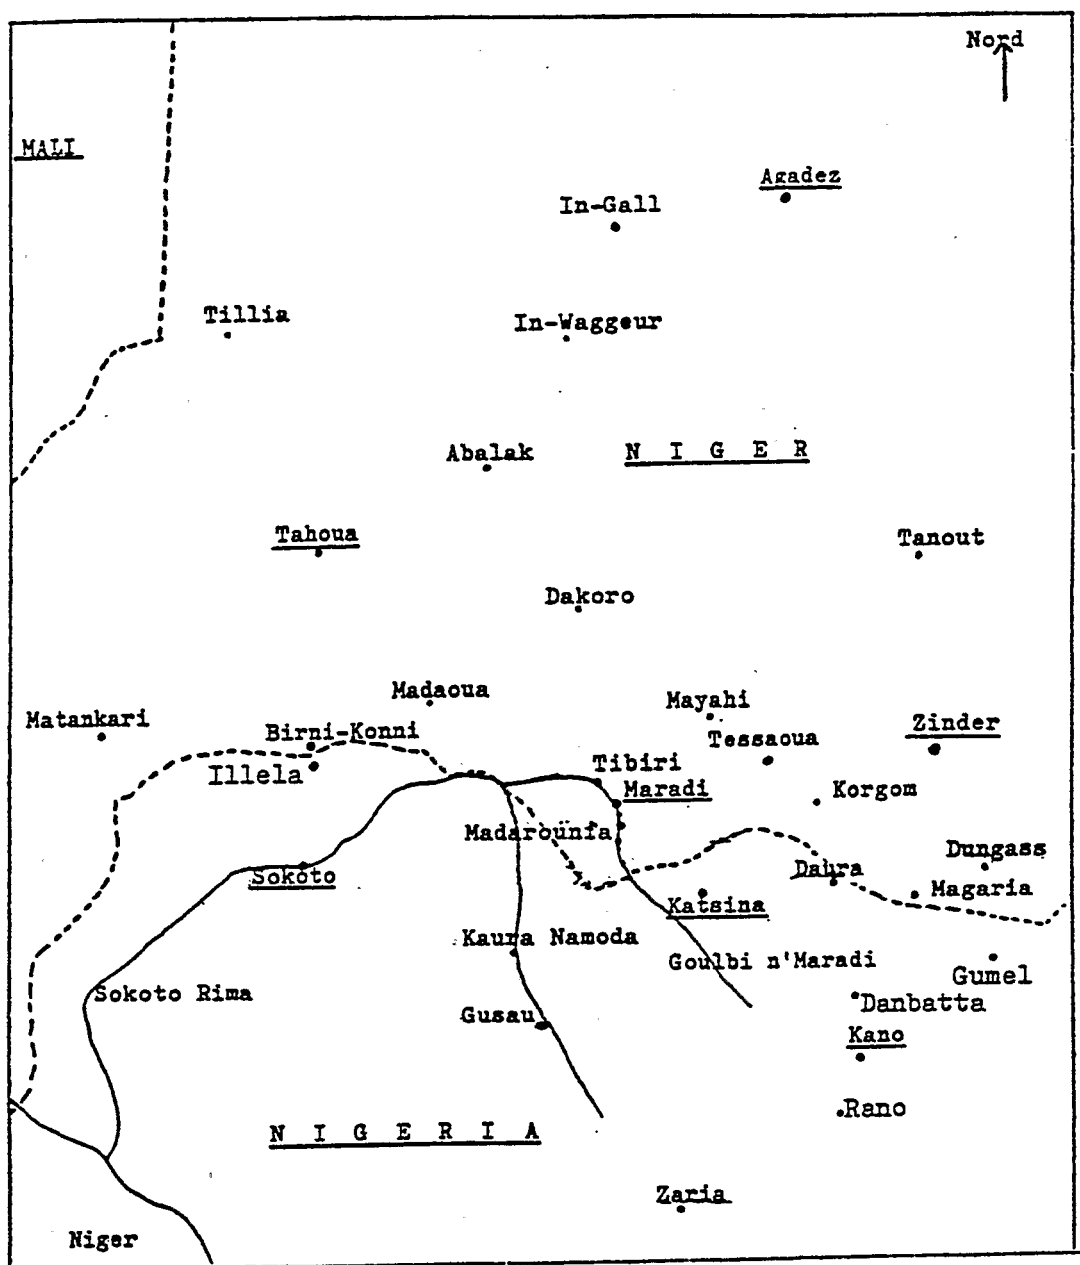 Nord
MALI
Agadez
In-Gall
Tillia
In-Waggeur
Abalak
N I G E R
Tahoua
Tanout
Dakoro
Madaoua
Mayahi
Matankari
Birni-Konni
Zinder
Tessaoua
Illela
Tibiri
Maradi
Korgom
Madarounfa
Dungass
Daura
Sokoto
Magaria
Katsina
Kaura Namoda
Goulbi n'Maradi
Gumel
Sokoto Rima
Danbatta
Gusau
Kano
Rano
N I G E R I A
Zaria
Niger